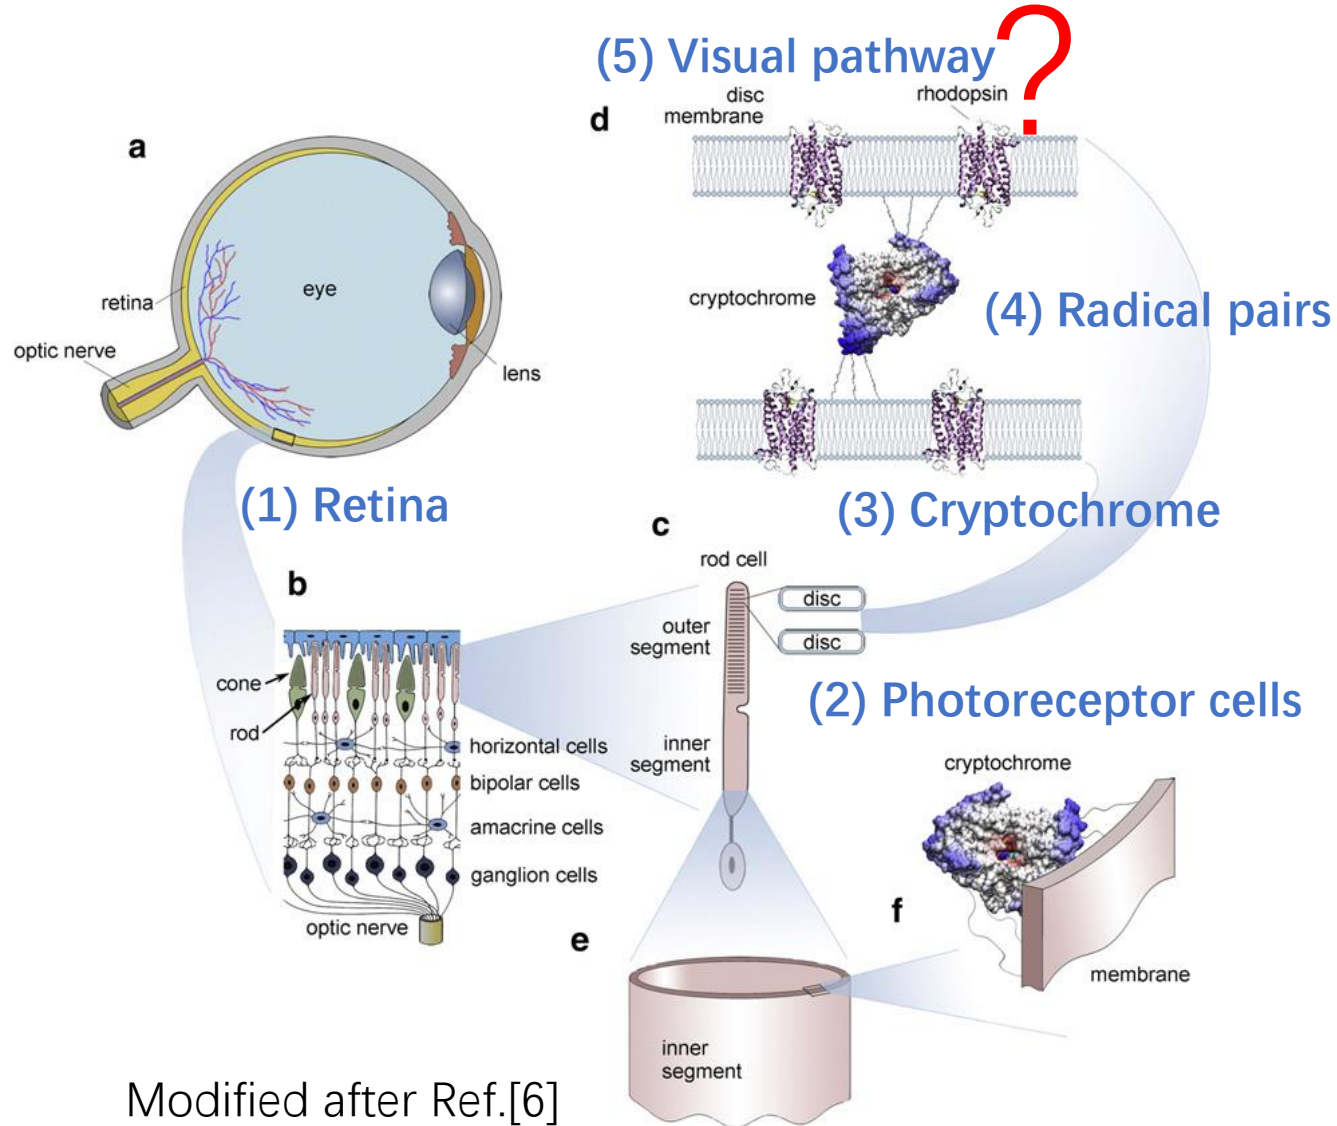 (5) Visual pathway?
a
d
disc
membrane
rhodopsin
retina
eye
optic nerve
lens
cryptochrome
(4) Radical pairs
(1) Retina
(3) Cryptochrome
b
c
rod cell
disc
disc
outer
segment
cone
rod
(2) Photoreceptor cells
inner
segment
horizontal cells
bipolar cells
amacrine cells
ganglion cells
optic nerve
cryptochrome
f
membrane
e
inner
segment
Modified after Ref.[6]